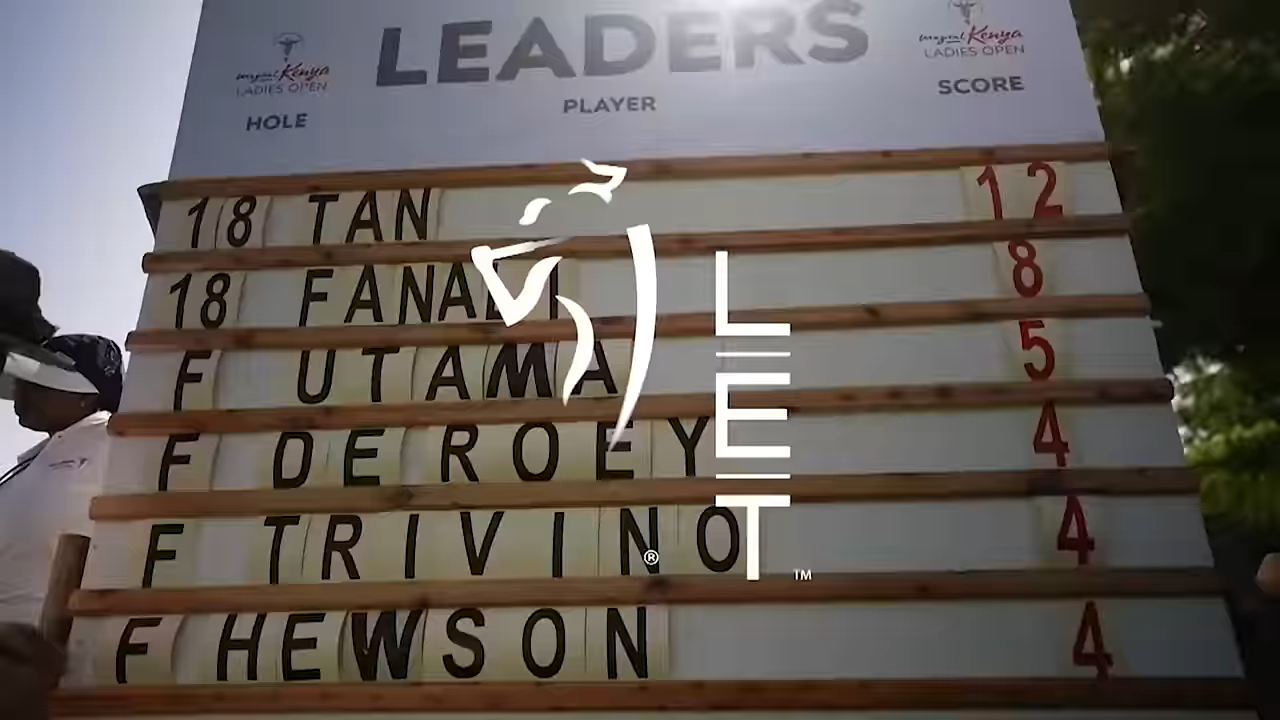 LEADERS
magical Kenya LADIES OPEN
magical Kenya LADIES OPEN
HOLE PLAYER SCORE
18 TAN 12
18 FANALI 8
F UTAMA 5
F DE ROEY 4
F TRIVINO 4
F HEWSON 4
LET
® ™